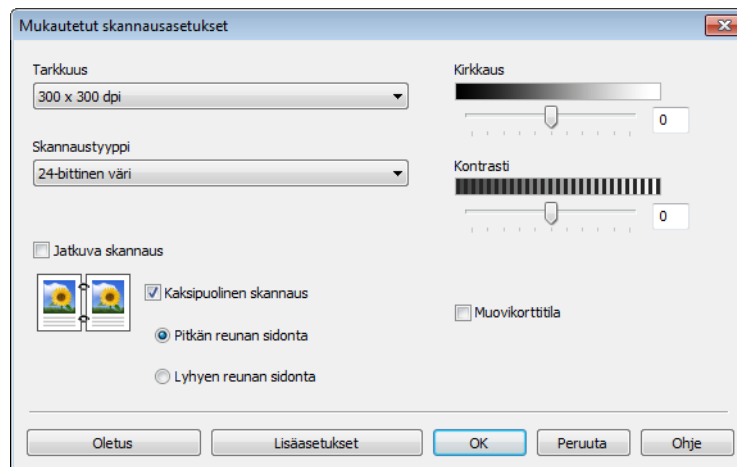 Mukautetut skannausasetukset
Tarkkuus
300 x 300 dpi
Skannaustyyppi
24-bittinen väri
Jatkuva skannaus
Kaksipuolinen skannaus
Pitkän reunan sidonta
Lyhyen reunan sidonta
Kirkkaus
0
Kontrasti
0
Muovikorttitila
Oletus
Lisäasetukset
OK
Peruuta
Ohje